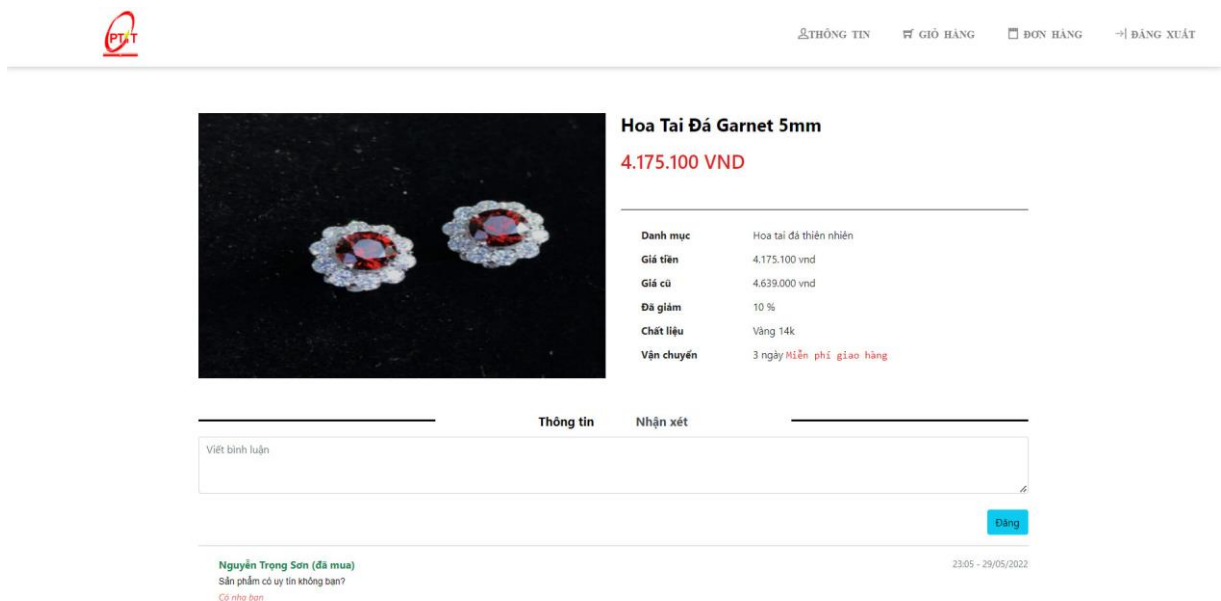 PTIT
THÔNG TIN GIỎ HÀNG ĐƠN HÀNG ĐĂNG XUẤT
Hoa Tai Đá Garnet 5mm
4.175.100 VND
Danh mục Hoa tai đá thiên nhiên
Giá tiền 4.175.100 vnd
Giá cũ 4.639.000 vnd
Đã giảm 10 %
Chất liệu Vàng 14k
Vận chuyển 3 ngày Miễn phí giao hàng
Thông tin Nhận xét
Viết bình luận
Đăng
Nguyễn Trọng Sơn (đã mua) 23:05 - 29/05/2022
Sản phẩm có uy tín không bạn?
Có nha bạn